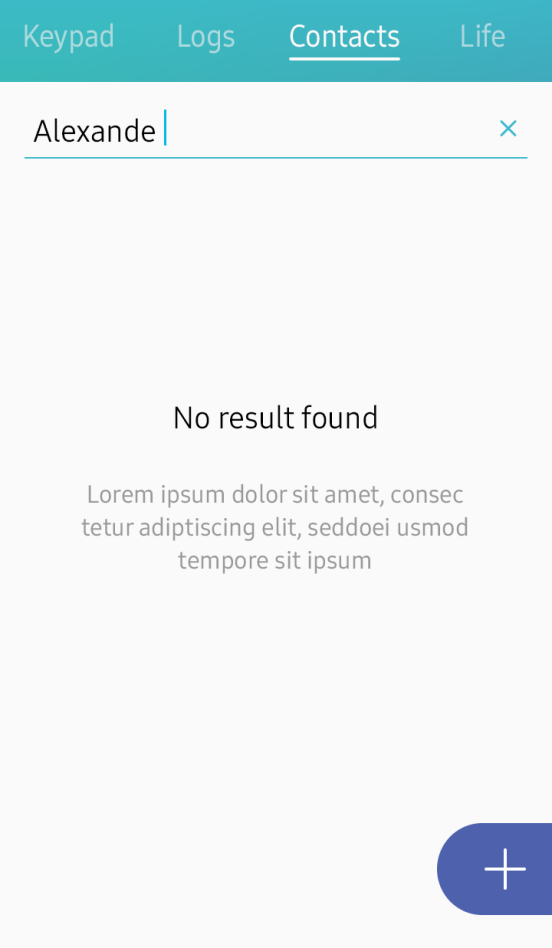 Keypad Logs Contacts Life
Alexande
No result found
Lorem ipsum dolor sit amet, consec
tetur adiptiscing elit, seddoei usmod
tempore sit ipsum